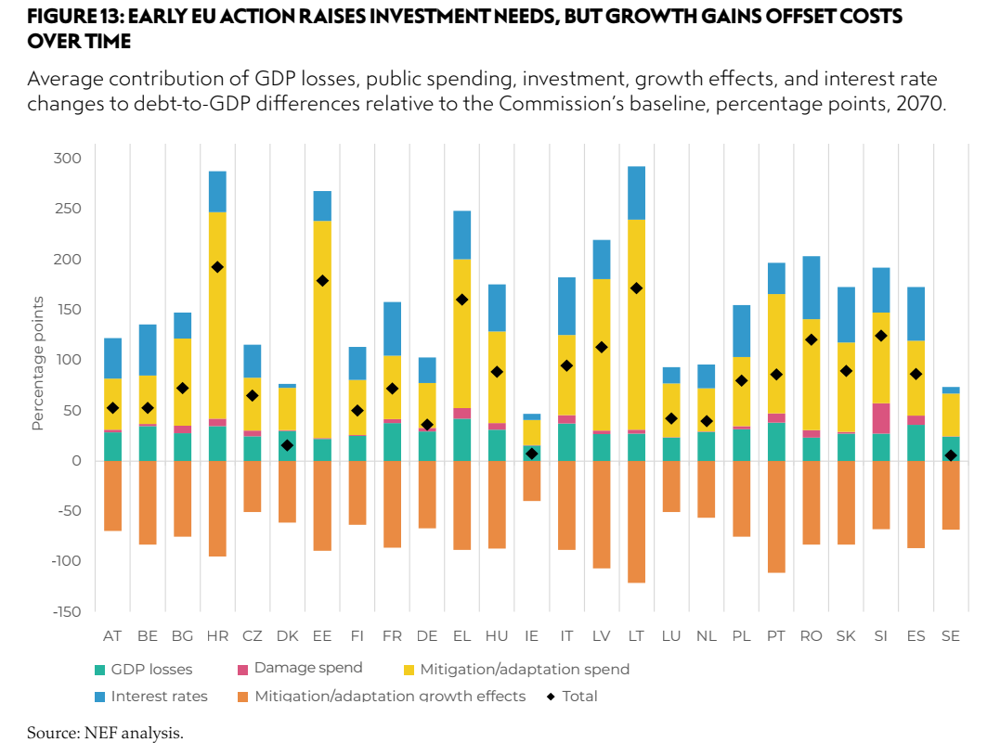 FIGURE 13: EARLY EU ACTION RAISES INVESTMENT NEEDS, BUT GROWTH GAINS OFFSET COSTS
OVER TIME
Average contribution of GDP losses, public spending, investment, growth effects, and interest rate
changes to debt-to-GDP differences relative to the Commission's baseline, percentage points, 2070.
Percentage points
300
250
200
150
100
50
0
-50
-100
-150
AT BE BG HR CZ DK EE FI FR DE EL HU IE IT LV LT LU NL PL PT RO SK SI ES SE
GDP losses Damage spend Mitigation/adaptation spend
Interest rates Mitigation/adaptation growth effects Total
Source: NEF analysis.